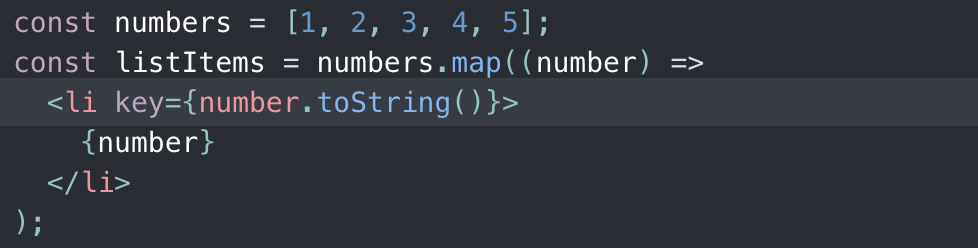 const numbers = [1, 2, 3, 4, 5];
const listItems = numbers.map((number) =>
  <li key={number.toString()}>
    {number}
  </li>
);